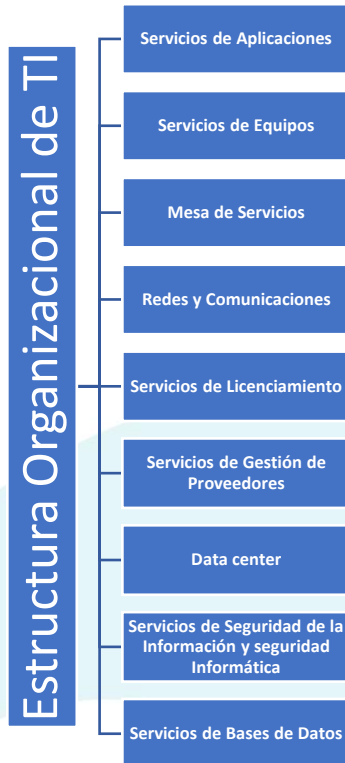 Estructura Organizacional de TI
Servicios de Aplicaciones
Servicios de Equipos
Mesa de Servicios
Redes y Comunicaciones
Servicios de Licenciamiento
Servicios de Gestión de
Proveedores
Data center
Servicios de Seguridad de la
Información y seguridad
Informática
Servicios de Bases de Datos